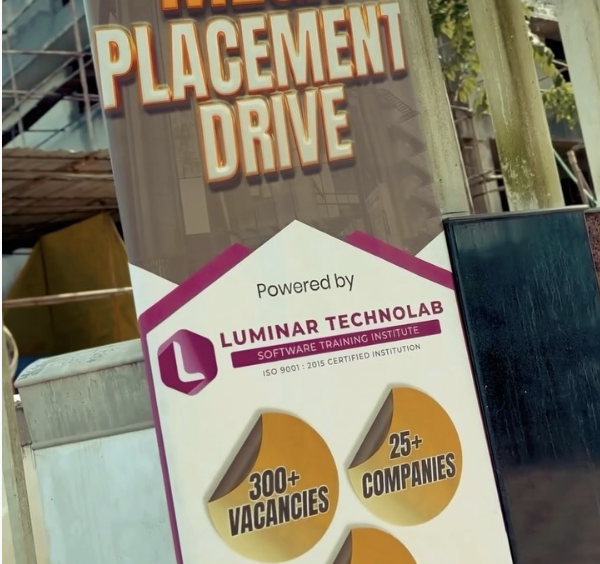 PLACEMENT
DRIVE
Powered by
LUMINAR TECHNOLAB
SOFTWARE TRAINING INSTITUTE
ISO 9001 : 2015 CERTIFIED INSTITUTION
25+
COMPANIES
300+
VACANCIES